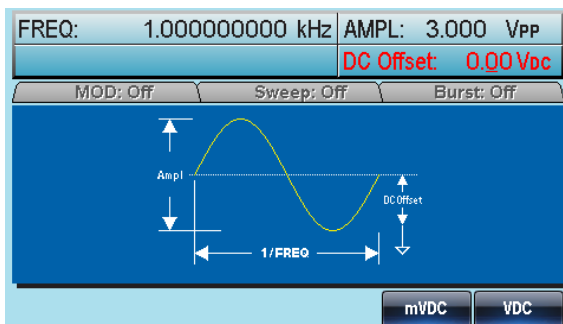 FREQ: 1.000000000 kHz AMPL: 3.000 VPP
DC Offset: 0.00 VDC
MOD: Off Sweep: Off Burst: Off
Ampl
DC Offset
1/FREQ
mVDC VDC